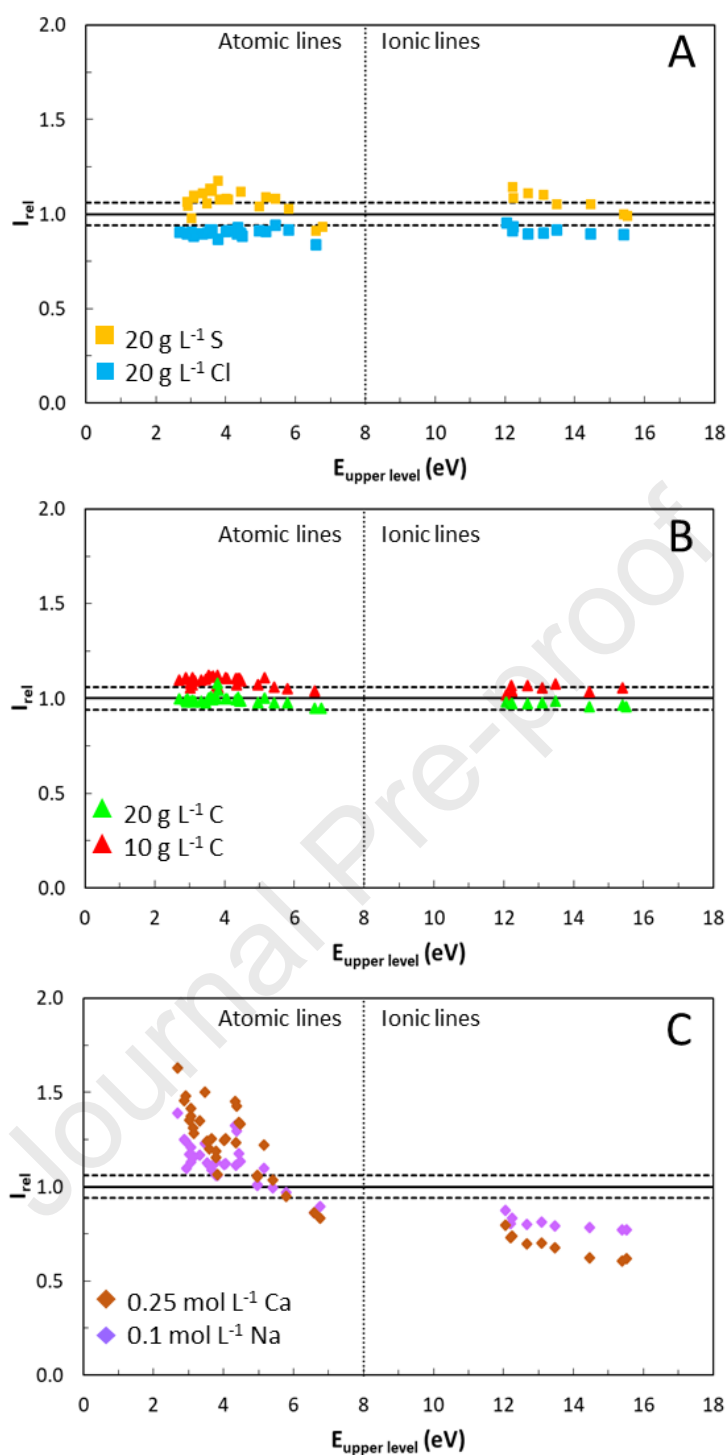 Atomic lines Ionic lines A
2.0
1.5
1.0
0.5
0.0
I_rel
20 g L⁻¹ S
20 g L⁻¹ Cl
0 2 4 6 8 10 12 14 16 18
E_upper level (eV)
Atomic lines Ionic lines B
2.0
1.5
1.0
0.5
0.0
I_rel
20 g L⁻¹ C
10 g L⁻¹ C
0 2 4 6 8 10 12 14 16 18
E_upper level (eV)
Atomic lines Ionic lines C
2.0
1.5
1.0
0.5
0.0
I_rel
0.25 mol L⁻¹ Ca
0.1 mol L⁻¹ Na
0 2 4 6 8 10 12 14 16 18
E_upper level (eV)
Journal Pre-proof